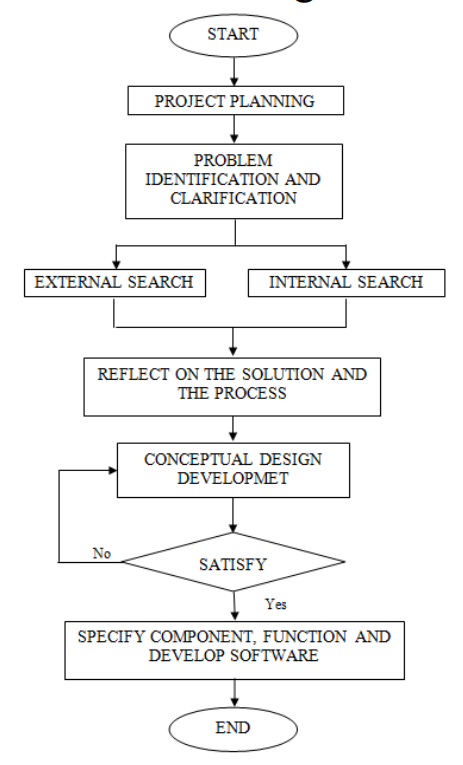 START
PROJECT PLANNING
PROBLEM
IDENTIFICATION AND
CLARIFICATION
EXTERNAL SEARCH
INTERNAL SEARCH
REFLECT ON THE SOLUTION AND
THE PROCESS
CONCEPTUAL DESIGN
DEVELOPMET
No
SATISFY
Yes
SPECIFY COMPONENT, FUNCTION AND
DEVELOP SOFTWARE
END